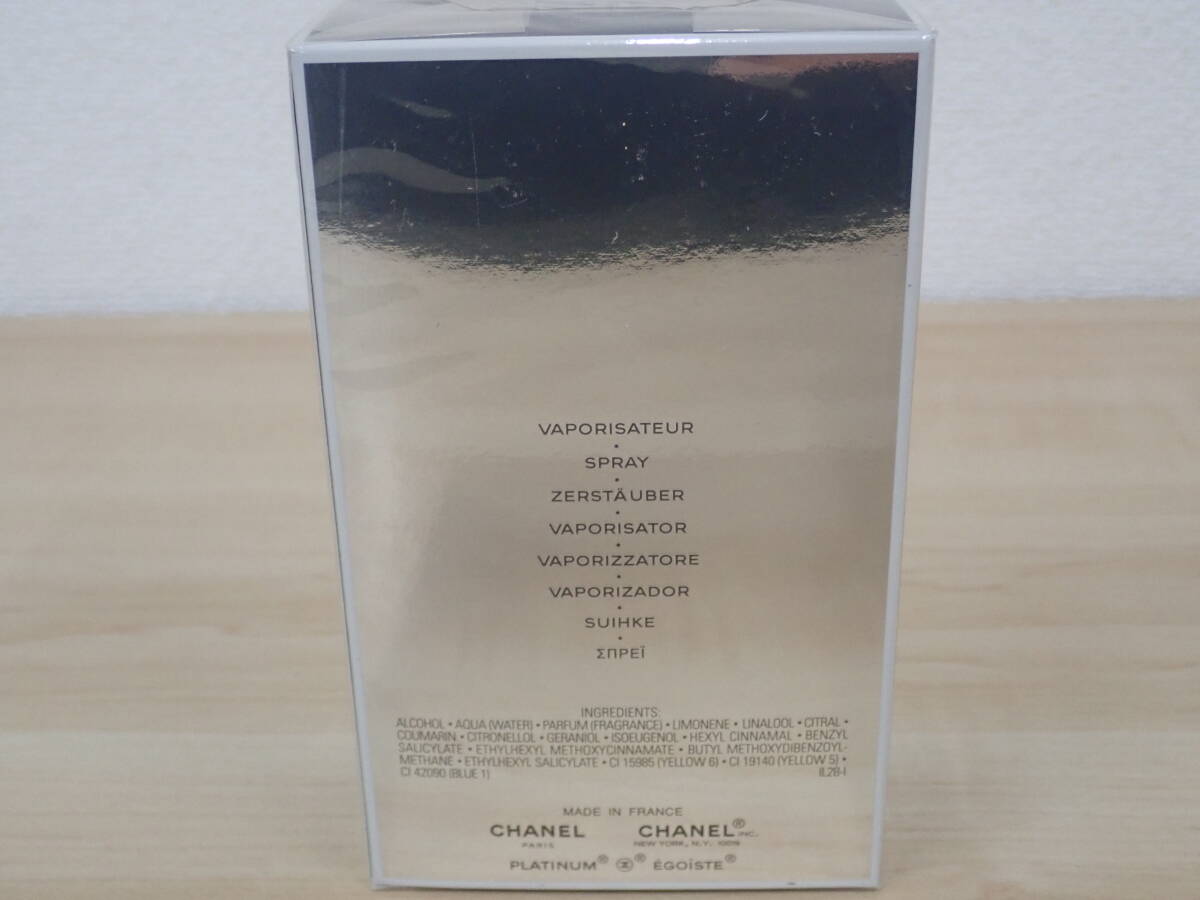 VAPORISATEUR
•
SPRAY
•
ZERSTÄUBER
•
VAPORISATOR
•
VAPORIZZATORE
•
VAPORIZADOR
•
SUIHKE
•
ΣΠΡΕΪ
INGREDIENTS:
ALCOHOL • AQUA (WATER) • PARFUM (FRAGRANCE) • LIMONENE • LINALOOL • CITRAL •
COUMARIN • CITRONELLOL • GERANIOL • ISOEUGENOL • HEXYL CINNAMAL • BENZYL
SALICYLATE • ETHYLHEXYL METHOXYCINNAMATE • BUTYL METHOXYDIBENZOYL-
METHANE • ETHYLHEXYL SALICYLATE • CI 15985 (YELLOW 6) • CI 19140 (YELLOW 5) •
CI 42090 (BLUE 1) IL2B-I
MADE IN FRANCE
CHANEL CHANEL® INC.
PARIS NEW YORK, N.Y. 10019
PLATINUM® ® ÉGOÏSTE®